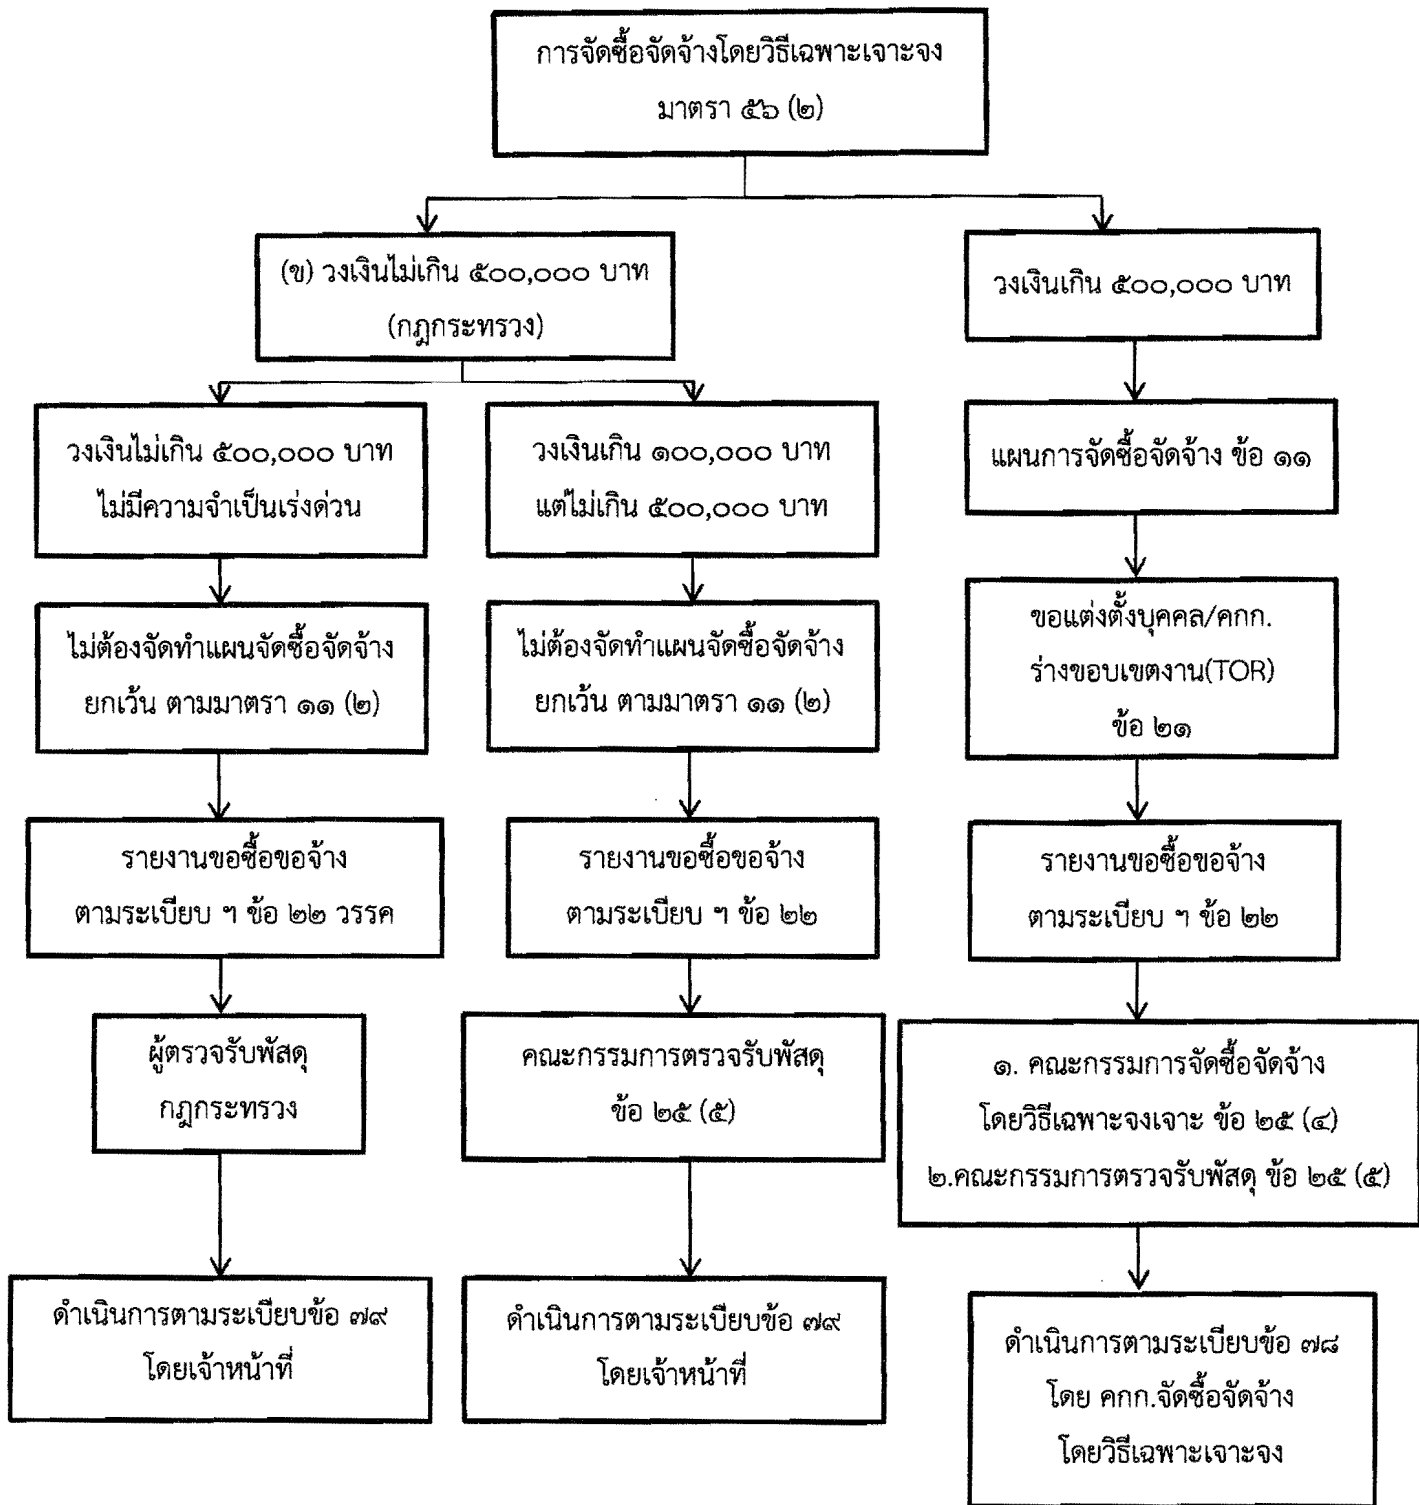 การจัดซื้อจัดจ้างโดยวิธีเฉพาะเจาะจง
มาตรา ๕๖ (๒)
(ข) วงเงินไม่เกิน ๕๐๐,๐๐๐ บาท
(กฎกระทรวง)
วงเงินเกิน ๕๐๐,๐๐๐ บาท
วงเงินไม่เกิน ๕๐๐,๐๐๐ บาท
ไม่มีความจำเป็นเร่งด่วน
วงเงินเกิน ๑๐๐,๐๐๐ บาท
แต่ไม่เกิน ๕๐๐,๐๐๐ บาท
แผนการจัดซื้อจัดจ้าง ข้อ ๑๑
ไม่ต้องจัดทำแผนจัดซื้อจัดจ้าง
ยกเว้น ตามมาตรา ๑๑ (๒)
ไม่ต้องจัดทำแผนจัดซื้อจัดจ้าง
ยกเว้น ตามมาตรา ๑๑ (๒)
ขอแต่งตั้งบุคคล/คกก.
ร่างขอบเขตงาน(TOR)
ข้อ ๒๑
รายงานขอซื้อขอจ้าง
ตามระเบียบ ฯ ข้อ ๒๒ วรรค
รายงานขอซื้อขอจ้าง
ตามระเบียบ ฯ ข้อ ๒๒
รายงานขอซื้อขอจ้าง
ตามระเบียบ ฯ ข้อ ๒๒
ผู้ตรวจรับพัสดุ
กฎกระทรวง
คณะกรรมการตรวจรับพัสดุ
ข้อ ๒๕ (๕)
๑. คณะกรรมการจัดซื้อจัดจ้าง
โดยวิธีเฉพาะจงเจาะ ข้อ ๒๕ (๔)
๒.คณะกรรมการตรวจรับพัสดุ ข้อ ๒๕ (๕)
ดำเนินการตามระเบียบข้อ ๗๙
โดยเจ้าหน้าที่
ดำเนินการตามระเบียบข้อ ๗๙
โดยเจ้าหน้าที่
ดำเนินการตามระเบียบข้อ ๗๘
โดย คกก.จัดซื้อจัดจ้าง
โดยวิธีเฉพาะเจาะจง